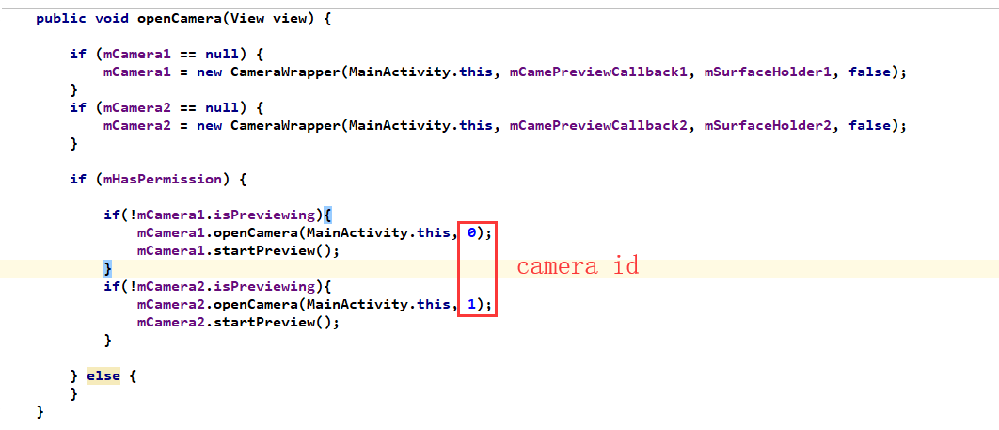 public void openCamera(View view) {
if (mCamera1 == null) {
mCamera1 = new CameraWrapper(MainActivity.this, mCamePreviewCallback1, mSurfaceHolder1, false);
}
if (mCamera2 == null) {
mCamera2 = new CameraWrapper(MainActivity.this, mCamePreviewCallback2, mSurfaceHolder2, false);
}
if (mHasPermission) {
if(!mCamera1.isPreviewing){
mCamera1.openCamera(MainActivity.this, 0);
mCamera1.startPreview();
}
camera id
if(!mCamera2.isPreviewing){
mCamera2.openCamera(MainActivity.this, 1);
mCamera2.startPreview();
}
} else {
}
}